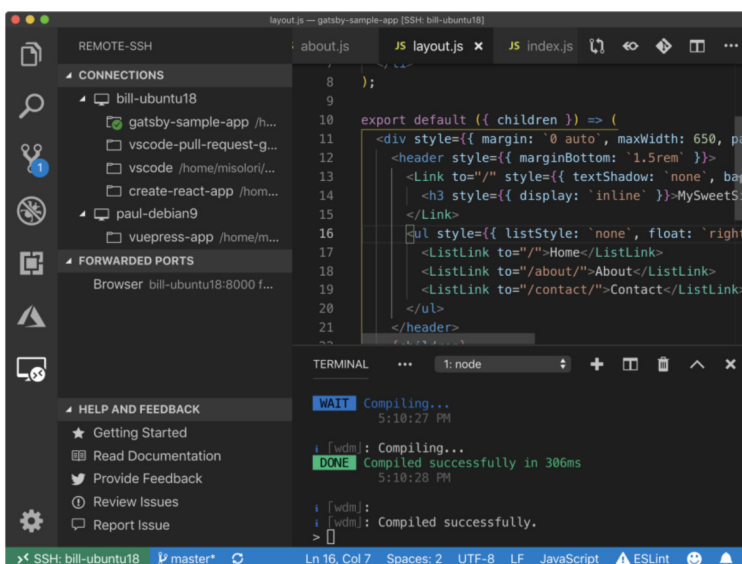 layout.js — gatsby-sample-app [SSH: bill-ubuntu18]
REMOTE-SSH
CONNECTIONS
bill-ubuntu18
gatsby-sample-app /h...
vscode-pull-request-g...
vscode /home/misolori/...
create-react-app /hom...
paul-debian9
vuepress-app /home/m...
FORWARDED PORTS
Browser bill-ubuntu18:8000 f...
HELP AND FEEDBACK
Getting Started
Read Documentation
Provide Feedback
Review Issues
Report Issue
1
about.js JS layout.js × JS index.js ...
8 );
9
10 export default ({ children }) => (
11 <div style={{ margin: `0 auto`, maxWidth: 650, pa
12 <header style={{ marginBottom: `1.5rem` }}>
13 <Link to="/" style={{ textShadow: `none`, ba
14 <h3 style={{ display: `inline` }}>MySweetSi
15 </Link>
16 <ul style={{ listStyle: `none`, float: `right
17 <ListLink to="/">Home</ListLink>
18 <ListLink to="/about/">About</ListLink>
19 <ListLink to="/contact/">Contact</ListLink>
20 </ul>
21 </header>
TERMINAL ... 1: node
WAIT Compiling...
5:10:27 PM
i ｢wdm｣: Compiling...
DONE Compiled successfully in 306ms
5:10:28 PM
i ｢wdm｣:
i ｢wdm｣: Compiled successfully.
>
SSH: bill-ubuntu18 master* Ln 16, Col 7 Spaces: 2 UTF-8 LF JavaScript ESLint